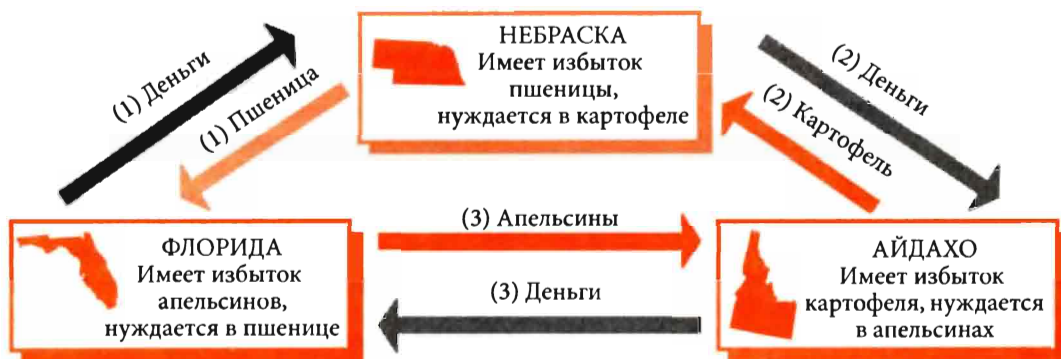 НЕБРАСКА
Имеет избыток
пшеницы,
нуждается в картофеле
(1) Деньги
(1) Пшеница
(2) Деньги
(2) Картофель
ФЛОРИДА
Имеет избыток
апельсинов,
нуждается в пшенице
(3) Апельсины
(3) Деньги
АЙДАХО
Имеет избыток
картофеля, нуждается
в апельсинах